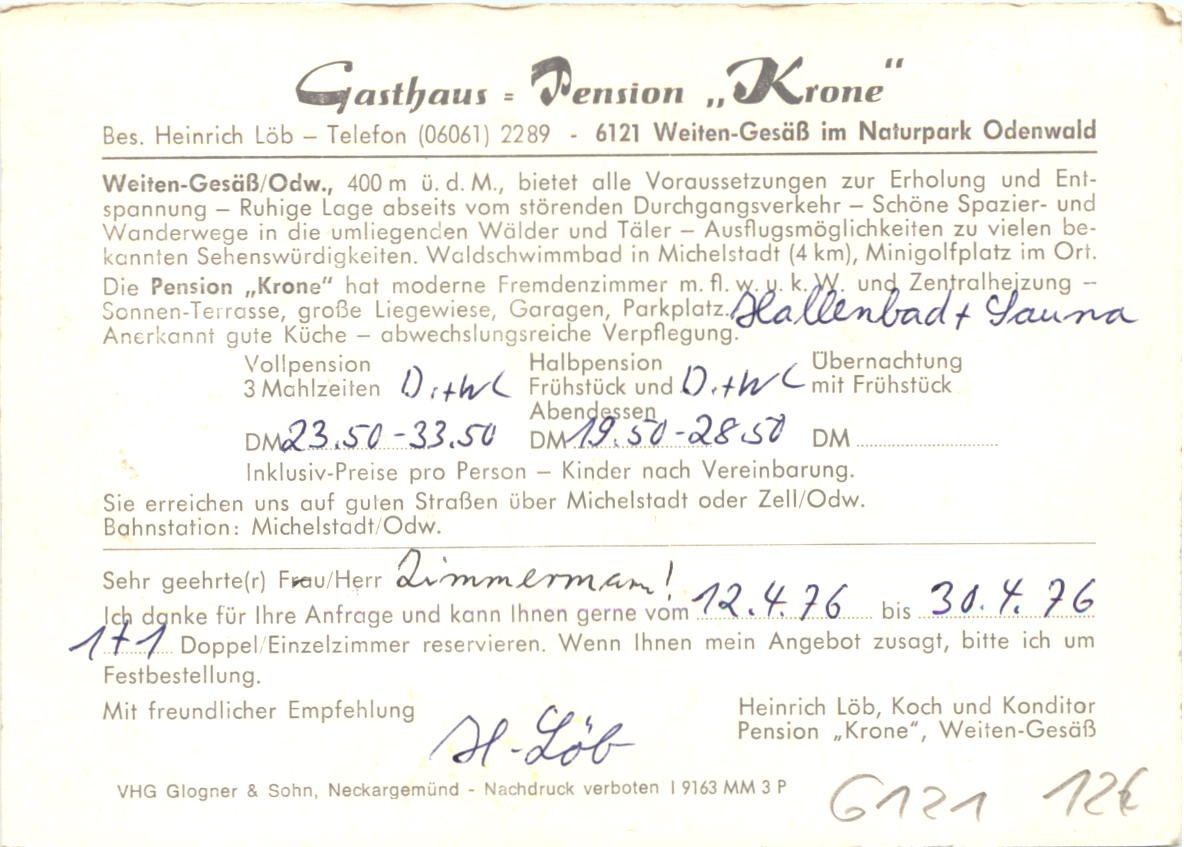 Gasthaus = Pension „Krone“
Bes. Heinrich Löb – Telefon (06061) 2289 - 6121 Weiten-Gesäß im Naturpark Odenwald
Weiten-Gesäß/Odw., 400 m ü. d. M., bietet alle Voraussetzungen zur Erholung und Ent-
spannung – Ruhige Lage abseits vom störenden Durchgangsverkehr – Schöne Spazier- und
Wanderwege in die umliegenden Wälder und Täler – Ausflugsmöglichkeiten zu vielen be-
kannten Sehenswürdigkeiten. Waldschwimmbad in Michelstadt (4 km), Minigolfplatz im Ort.
Die Pension „Krone“ hat moderne Fremdenzimmer m. fl. w. u. k. W. und Zentralheizung –
Sonnen-Terrasse, große Liegewiese, Garagen, Parkplatz. Hallenbad + Sauna
Anerkannt gute Küche – abwechslungsreiche Verpflegung.
Vollpension Halbpension Übernachtung
3 Mahlzeiten D. + WC Frühstück und D. + WC mit Frühstück
Abendessen
DM 23.50 - 33.50 DM 19.50 - 28.50 DM
Inklusiv-Preise pro Person – Kinder nach Vereinbarung.
Sie erreichen uns auf guten Straßen über Michelstadt oder Zell/Odw.
Bahnstation: Michelstadt/Odw.
Sehr geehrte(r) Frau/Herr Zimmermann!
Ich danke für Ihre Anfrage und kann Ihnen gerne vom 12.4.76 bis 30.4.76
1+1 Doppel/Einzelzimmer reservieren. Wenn Ihnen mein Angebot zusagt, bitte ich um
Festbestellung.
Mit freundlicher Empfehlung Heinrich Löb, Koch und Konditor
H-Löb Pension „Krone“, Weiten-Gesäß
VHG Glogner & Sohn, Neckargemünd - Nachdruck verboten I 9163 MM 3 P
6121 12€